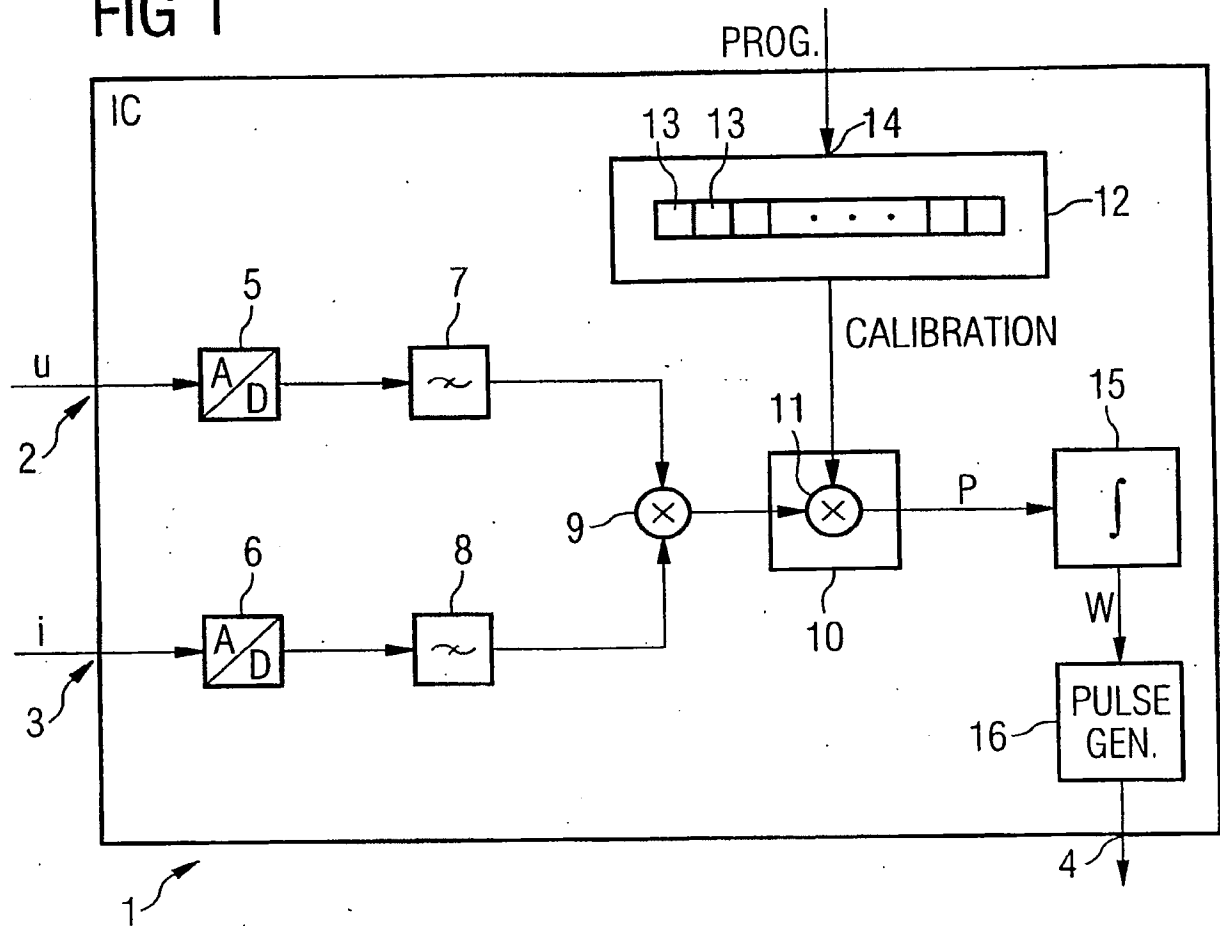 FIG 1
PROG.
IC
13 13 14
12
5 7
CALIBRATION
u
A/D
~
2
11 15
9
×
×
P
∫
6 8
10
i
A/D
~
W
3
16
PULSE
GEN.
4
1